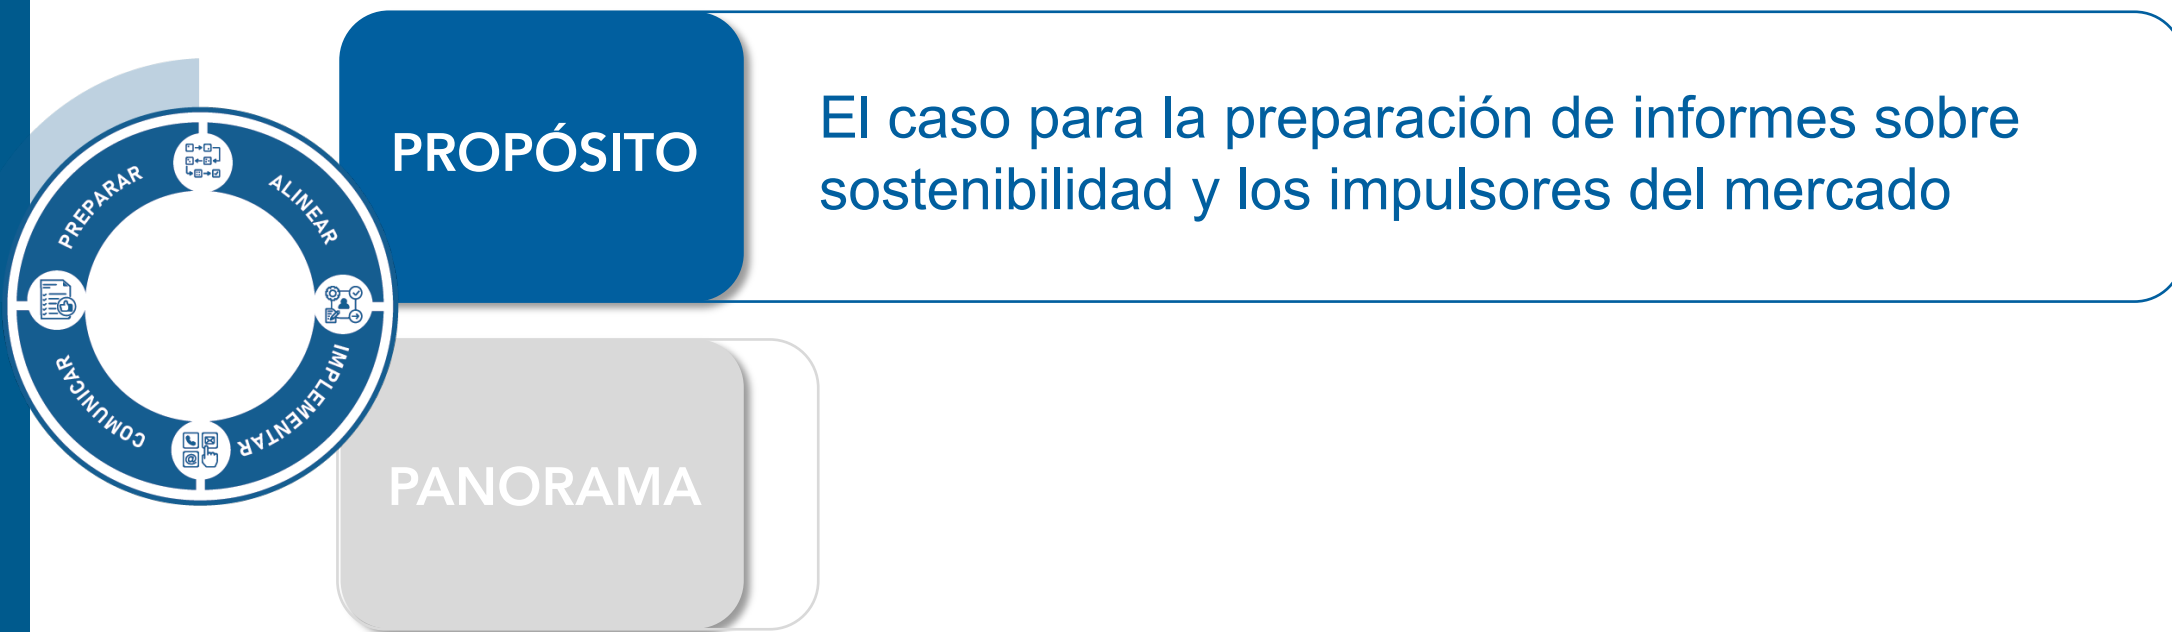 PROPÓSITO
El caso para la preparación de informes sobre
sostenibilidad y los impulsores del mercado
PREPARAR
ALINEAR
IMPLEMENTAR
COMUNICAR
PANORAMA